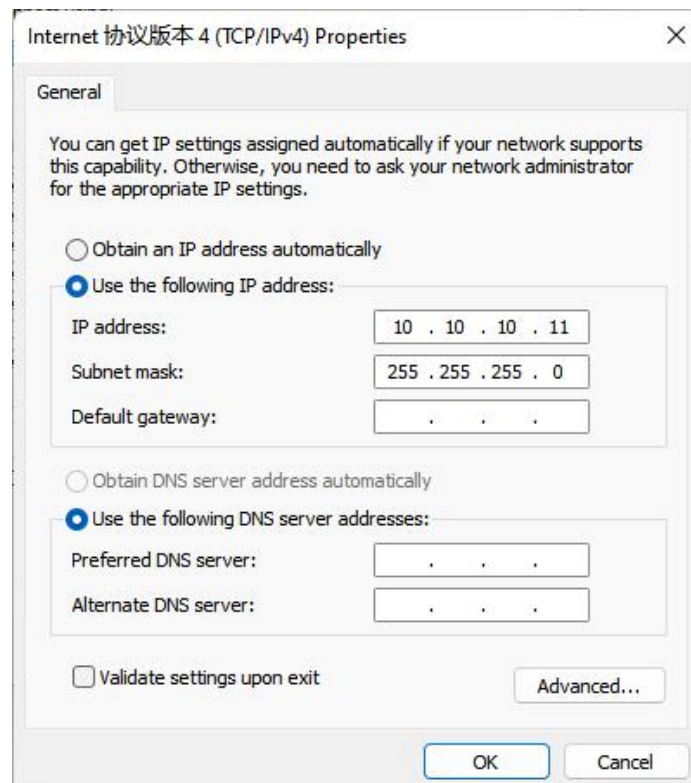 Internet 协议版本 4 (TCP/IPv4) Properties
General
You can get IP settings assigned automatically if your network supports
this capability. Otherwise, you need to ask your network administrator
for the appropriate IP settings.
Obtain an IP address automatically
Use the following IP address:
IP address: 10 . 10 . 10 . 11
Subnet mask: 255 . 255 . 255 . 0
Default gateway: . . .
Obtain DNS server address automatically
Use the following DNS server addresses:
Preferred DNS server: . . .
Alternate DNS server: . . .
Validate settings upon exit
Advanced...
OK Cancel